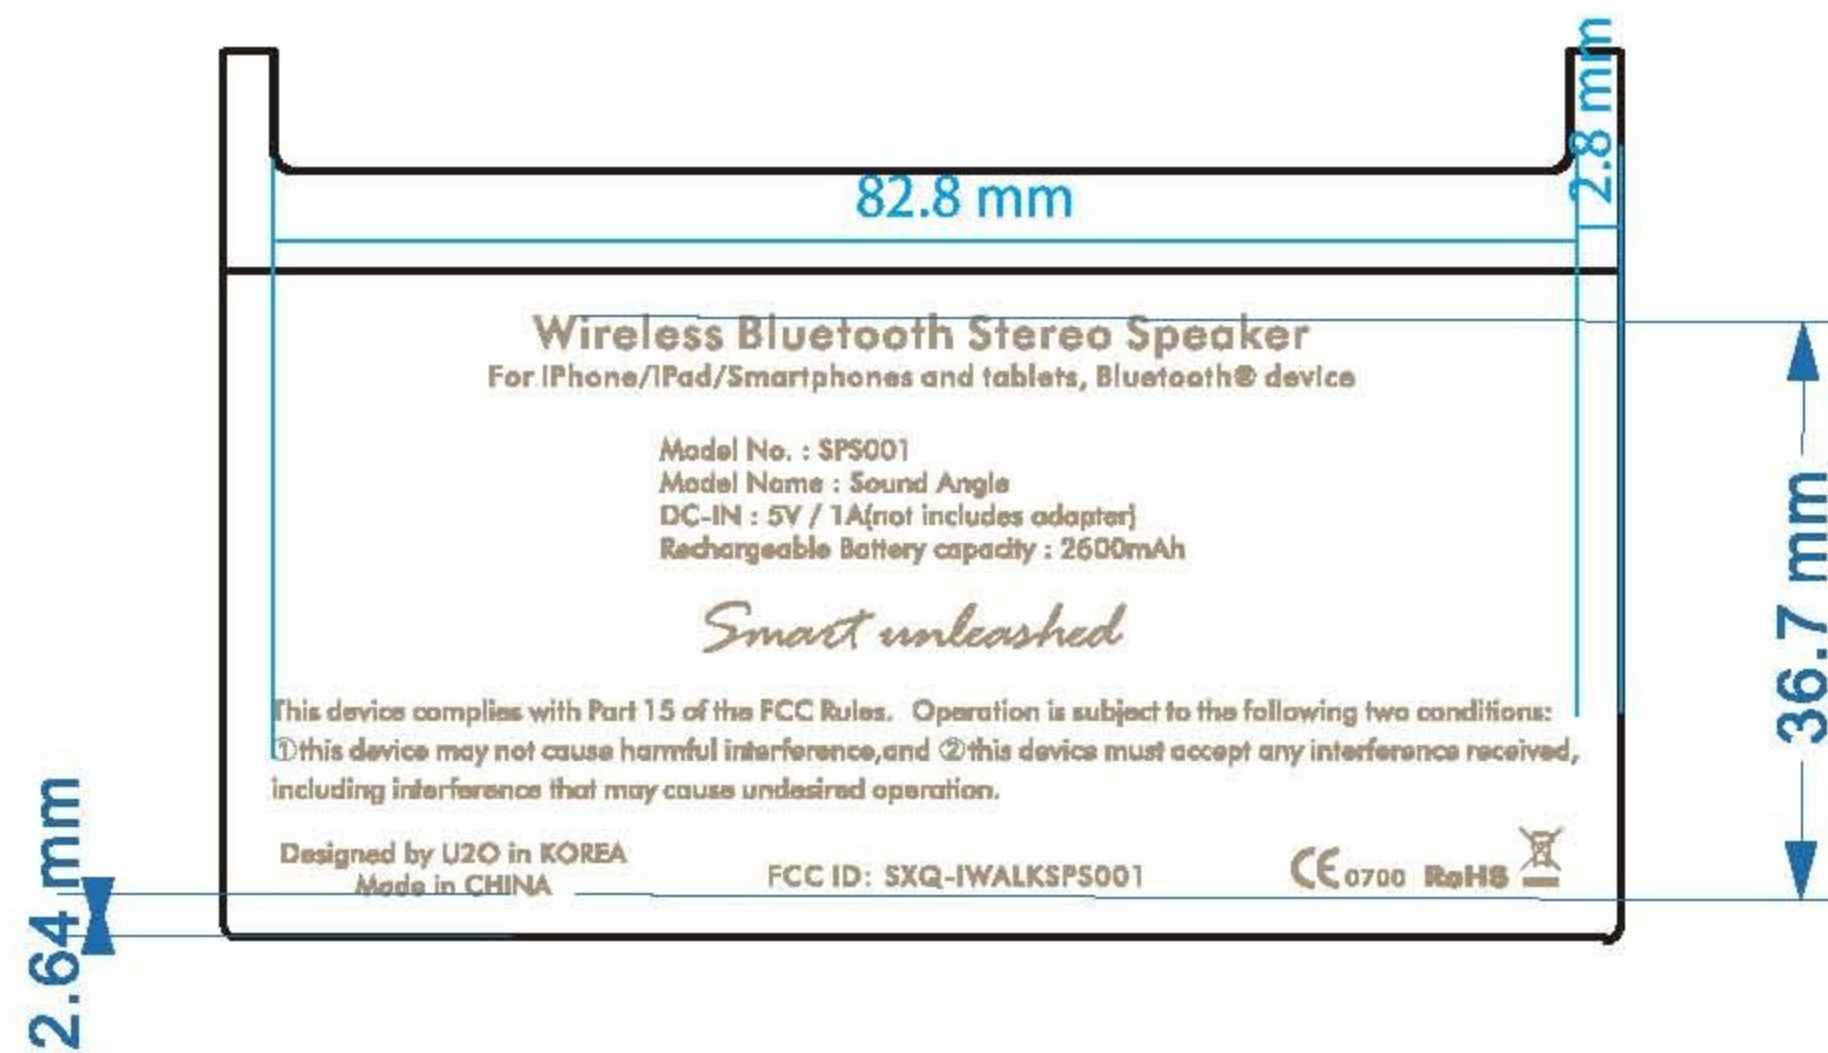 2.8 mm
82.8 mm
Wireless Bluetooth Stereo Speaker
For iPhone/iPad/Smartphones and tablets, Bluetooth® device
Model No. : SPS001
Model Name : Sound Angle
DC-IN : 5V / 1A(not includes adapter)
Rechargeable Battery capacity : 2600mAh
36.7 mm
Smart unleashed
This device complies with Part 15 of the FCC Rules. Operation is subject to the following two conditions:
①this device may not cause harmful interference,and ②this device must accept any interference received,
including interference that may cause undesired operation.
2.64 mm
Designed by U2O in KOREA
Made in CHINA
FCC ID: SXQ-IWALKSPS001
CE 0700 RoHS